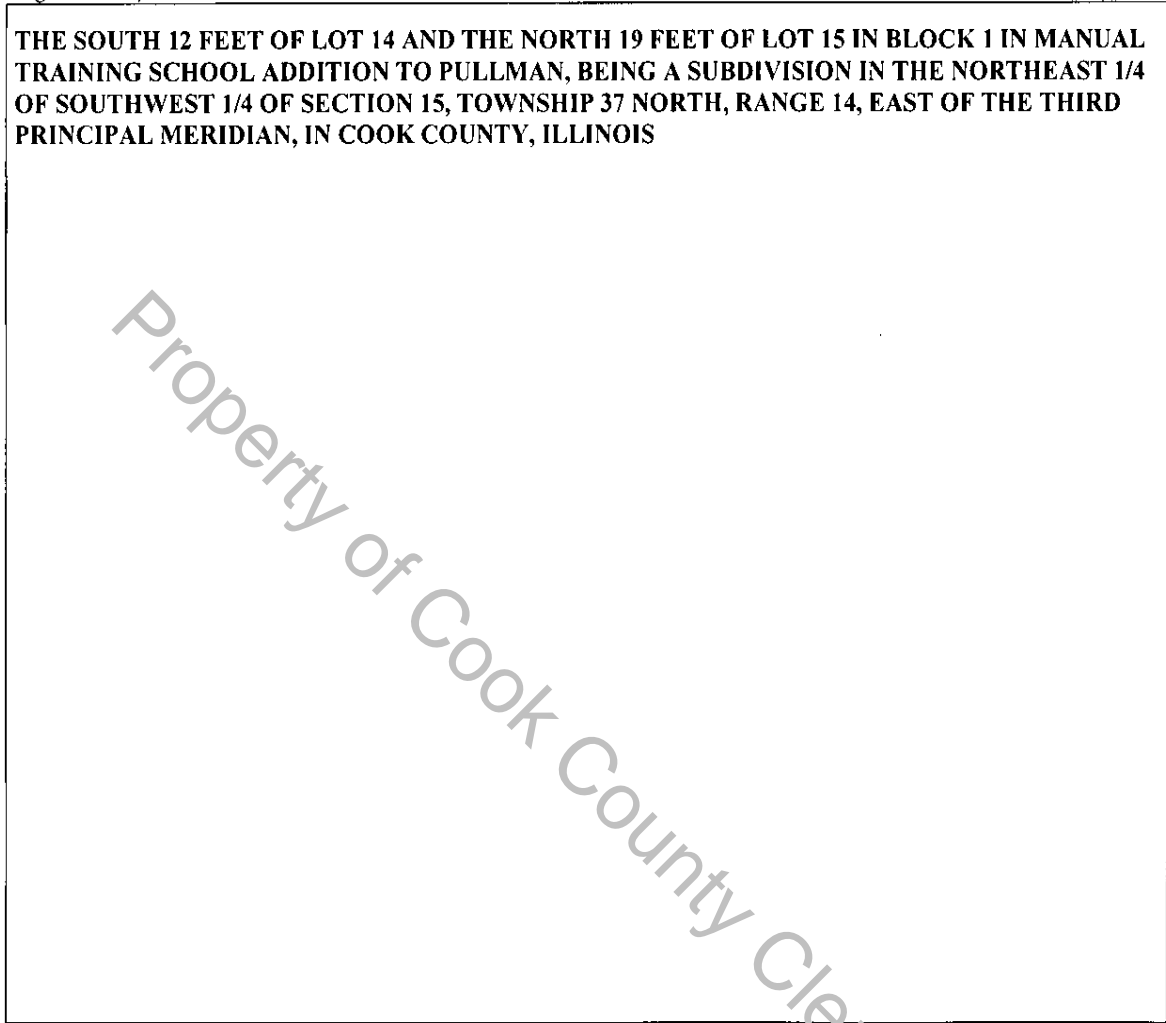 THE SOUTH 12 FEET OF LOT 14 AND THE NORTH 19 FEET OF LOT 15 IN BLOCK 1 IN MANUAL
TRAINING SCHOOL ADDITION TO PULLMAN, BEING A SUBDIVISION IN THE NORTHEAST 1/4
OF SOUTHWEST 1/4 OF SECTION 15, TOWNSHIP 37 NORTH, RANGE 14, EAST OF THE THIRD
PRINCIPAL MERIDIAN, IN COOK COUNTY, ILLINOIS
Property of Cook County Cle